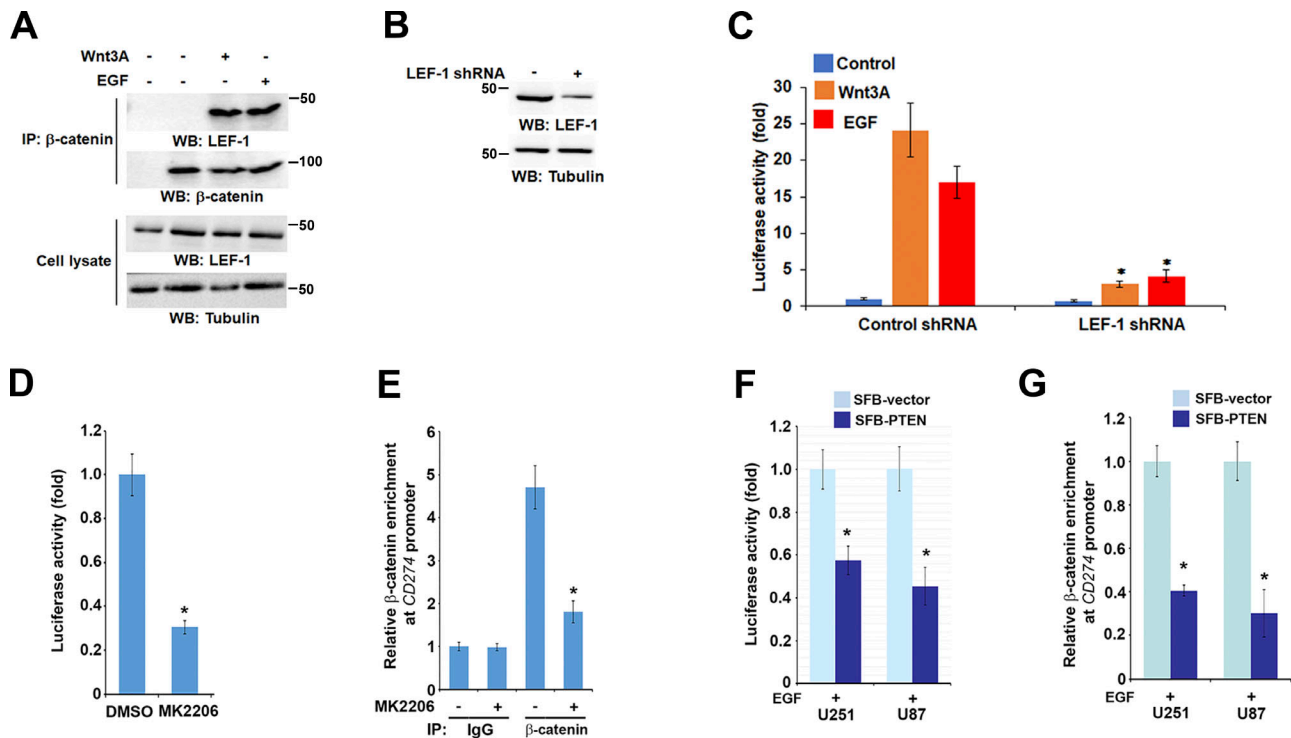 A
Wnt3A - - + -
EGF - - - +
IP: β-catenin
50
WB: LEF-1
100
WB: β-catenin
Cell lysate
50
WB: LEF-1
50
WB: Tubulin
B
LEF-1 shRNA - +
50
WB: LEF-1
50
WB: Tubulin
C
Control
Wnt3A
EGF
Luciferase activity (fold)
30
25
20
15
10
5
0
* *
Control shRNA LEF-1 shRNA
D
Luciferase activity (fold)
1.2
1.0
0.8
0.6
0.4
0.2
0
*
DMSO MK2206
E
Relative β-catenin enrichment
at CD274 promoter
6
5
4
3
2
1
0
*
MK2206 - + - +
IP: IgG β-catenin
F
SFB-vector
SFB-PTEN
Luciferase activity (fold)
1.2
1.0
0.8
0.6
0.4
0.2
0
* *
EGF + +
U251 U87
G
SFB-vector
SFB-PTEN
Relative β-catenin enrichment
at CD274 promoter
1.2
1.0
0.8
0.6
0.4
0.2
0
* *
EGF + +
U251 U87